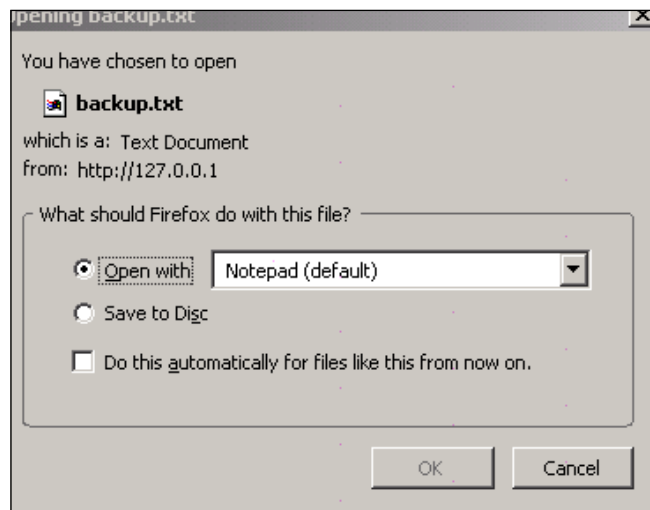 Opening backup.txt
You have chosen to open
backup.txt
which is a: Text Document
from: http://127.0.0.1
What should Firefox do with this file?
Open with
Notepad (default)
Save to Disc
Do this automatically for files like this from now on.
OK
Cancel